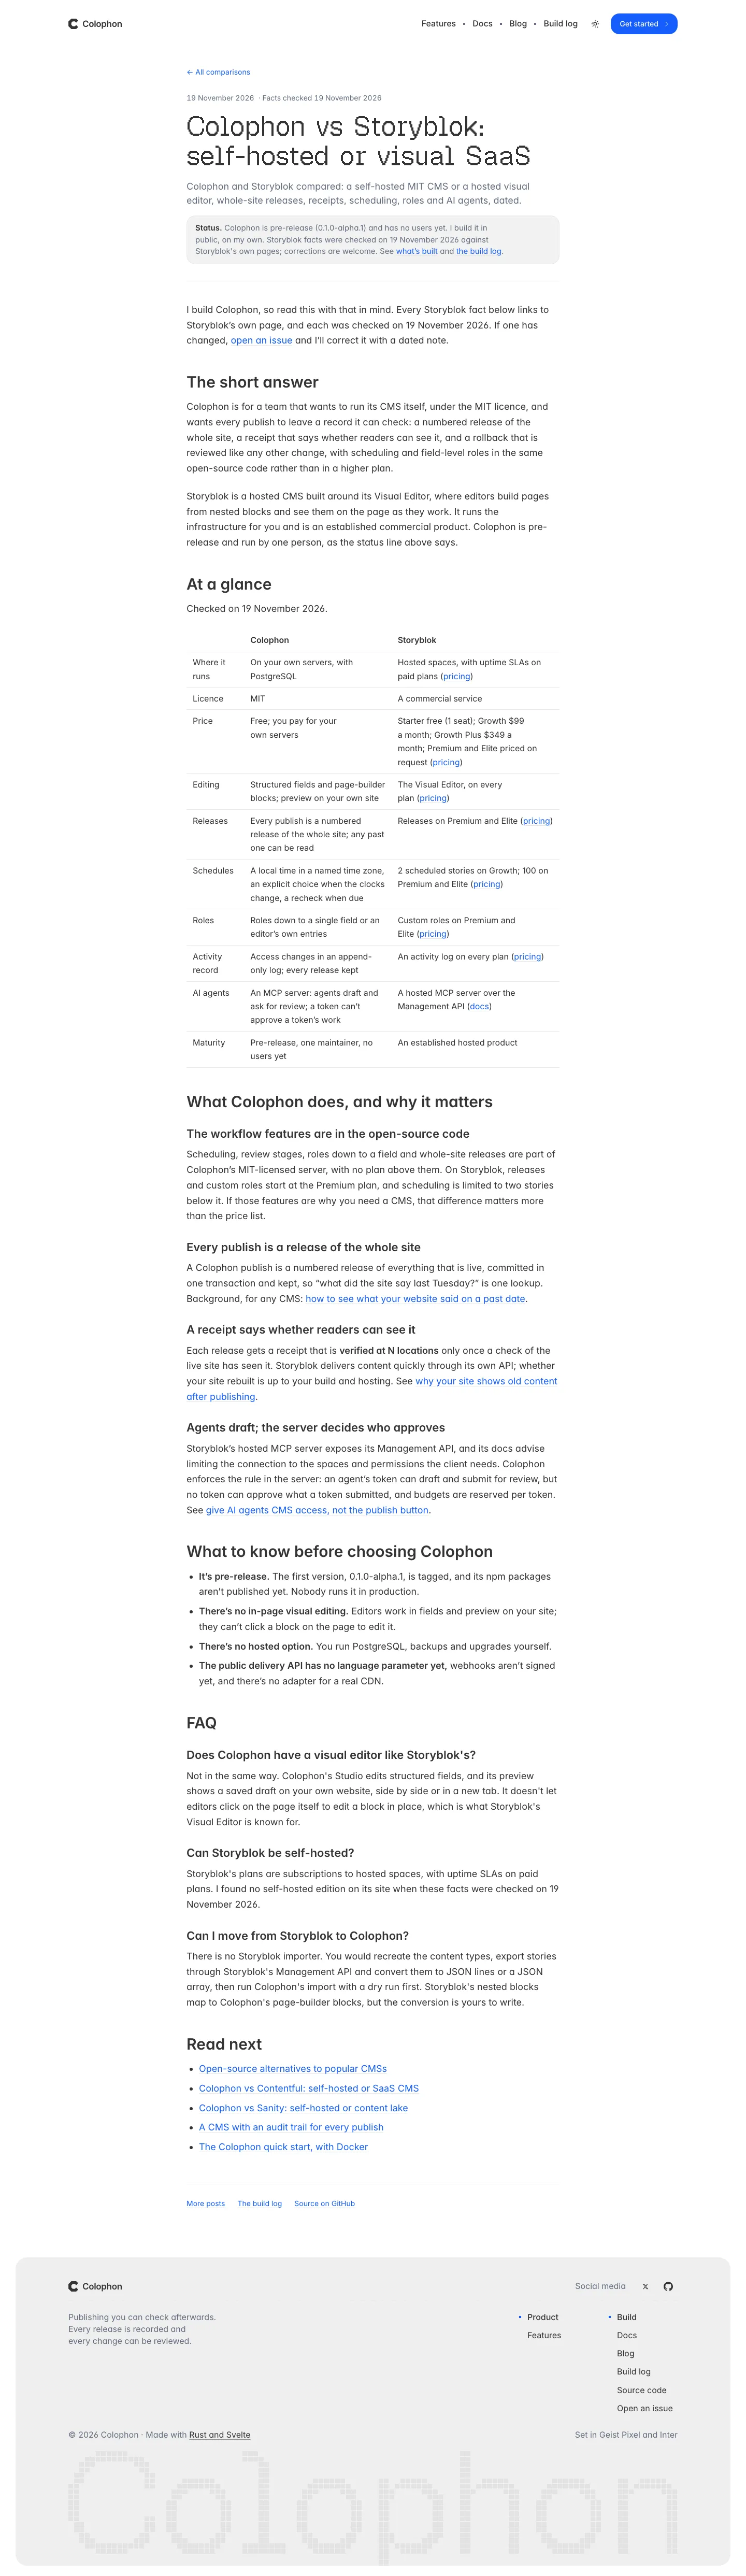 Colophon
Features • Docs • Blog • Build log
Get started
← All comparisons
19 November 2026 · Facts checked 19 November 2026
Colophon vs Storyblok:
self-hosted or visual SaaS
Colophon and Storyblok compared: a self-hosted MIT CMS or a hosted visual
editor, whole-site releases, receipts, scheduling, roles and AI agents, dated.
Status. Colophon is pre-release (0.1.0-alpha.1) and has no users yet. I build it in
public, on my own. Storyblok facts were checked on 19 November 2026 against
Storyblok's own pages; corrections are welcome. See what's built and the build log.
I build Colophon, so read this with that in mind. Every Storyblok fact below links to
Storyblok's own page, and each was checked on 19 November 2026. If one has
changed, open an issue and I'll correct it with a dated note.
The short answer
Colophon is for a team that wants to run its CMS itself, under the MIT licence, and
wants every publish to leave a record it can check: a numbered release of the
whole site, a receipt that says whether readers can see it, and a rollback that is
reviewed like any other change, with scheduling and field-level roles in the same
open-source code rather than in a higher plan.
Storyblok is a hosted CMS built around its Visual Editor, where editors build pages
from nested blocks and see them on the page as they work. It runs the
infrastructure for you and is an established commercial product. Colophon is pre-
release and run by one person, as the status line above says.
At a glance
Checked on 19 November 2026.
Colophon Storyblok
Where it On your own servers, with Hosted spaces, with uptime SLAs on
runs PostgreSQL paid plans (pricing)
Licence MIT A commercial service
Price Free; you pay for your Starter free (1 seat); Growth $99
own servers a month; Growth Plus $349 a
month; Premium and Elite priced on
request (pricing)
Editing Structured fields and page-builder The Visual Editor, on every
blocks; preview on your own site plan (pricing)
Releases Every publish is a numbered Releases on Premium and Elite (pricing)
release of the whole site; any past
one can be read
Schedules A local time in a named time zone, 2 scheduled stories on Growth; 100 on
an explicit choice when the clocks Premium and Elite (pricing)
change, a recheck when due
Roles Roles down to a single field or an Custom roles on Premium and
editor's own entries Elite (pricing)
Activity Access changes in an append- An activity log on every plan (pricing)
record only log; every release kept
AI agents An MCP server: agents draft and A hosted MCP server over the
ask for review; a token can't Management API (docs)
approve a token's work
Maturity Pre-release, one maintainer, no An established hosted product
users yet
What Colophon does, and why it matters
The workflow features are in the open-source code
Scheduling, review stages, roles down to a field and whole-site releases are part of
Colophon's MIT-licensed server, with no plan above them. On Storyblok, releases
and custom roles start at the Premium plan, and scheduling is limited to two stories
below it. If those features are why you need a CMS, that difference matters more
than the price list.
Every publish is a release of the whole site
A Colophon publish is a numbered release of everything that is live, committed in
one transaction and kept, so "what did the site say last Tuesday?" is one lookup.
Background, for any CMS: how to see what your website said on a past date.
A receipt says whether readers can see it
Each release gets a receipt that is verified at N locations only once a check of the
live site has seen it. Storyblok delivers content quickly through its own API; whether
your site rebuilt is up to your build and hosting. See why your site shows old content
after publishing.
Agents draft; the server decides who approves
Storyblok's hosted MCP server exposes its Management API, and its docs advise
limiting the connection to the spaces and permissions the client needs. Colophon
enforces the rule in the server: an agent's token can draft and submit for review, but
no token can approve what a token submitted, and budgets are reserved per token.
See give AI agents CMS access, not the publish button.
What to know before choosing Colophon
• It's pre-release. The first version, 0.1.0-alpha.1, is tagged, and its npm packages
aren't published yet. Nobody runs it in production.
• There's no in-page visual editing. Editors work in fields and preview on your site;
they can't click a block on the page to edit it.
• There's no hosted option. You run PostgreSQL, backups and upgrades yourself.
• The public delivery API has no language parameter yet, webhooks aren't signed
yet, and there's no adapter for a real CDN.
FAQ
Does Colophon have a visual editor like Storyblok's?
Not in the same way. Colophon's Studio edits structured fields, and its preview
shows a saved draft on your own website, side by side or in a new tab. It doesn't let
editors click on the page itself to edit a block in place, which is what Storyblok's
Visual Editor is known for.
Can Storyblok be self-hosted?
Storyblok's plans are subscriptions to hosted spaces, with uptime SLAs on paid
plans. I found no self-hosted edition on its site when these facts were checked on 19
November 2026.
Can I move from Storyblok to Colophon?
There is no Storyblok importer. You would recreate the content types, export stories
through Storyblok's Management API and convert them to JSON lines or a JSON
array, then run Colophon's import with a dry run first. Storyblok's nested blocks
map to Colophon's page-builder blocks, but the conversion is yours to write.
Read next
• Open-source alternatives to popular CMSs
• Colophon vs Contentful: self-hosted or SaaS CMS
• Colophon vs Sanity: self-hosted or content lake
• A CMS with an audit trail for every publish
• The Colophon quick start, with Docker
More posts The build log Source on GitHub
Colophon
Social media
Publishing you can check afterwards.
Every release is recorded and
every change can be reviewed.
• Product
Features
• Build
Docs
Blog
Build log
Source code
Open an issue
© 2026 Colophon · Made with Rust and Svelte
Set in Geist Pixel and Inter
Colophon